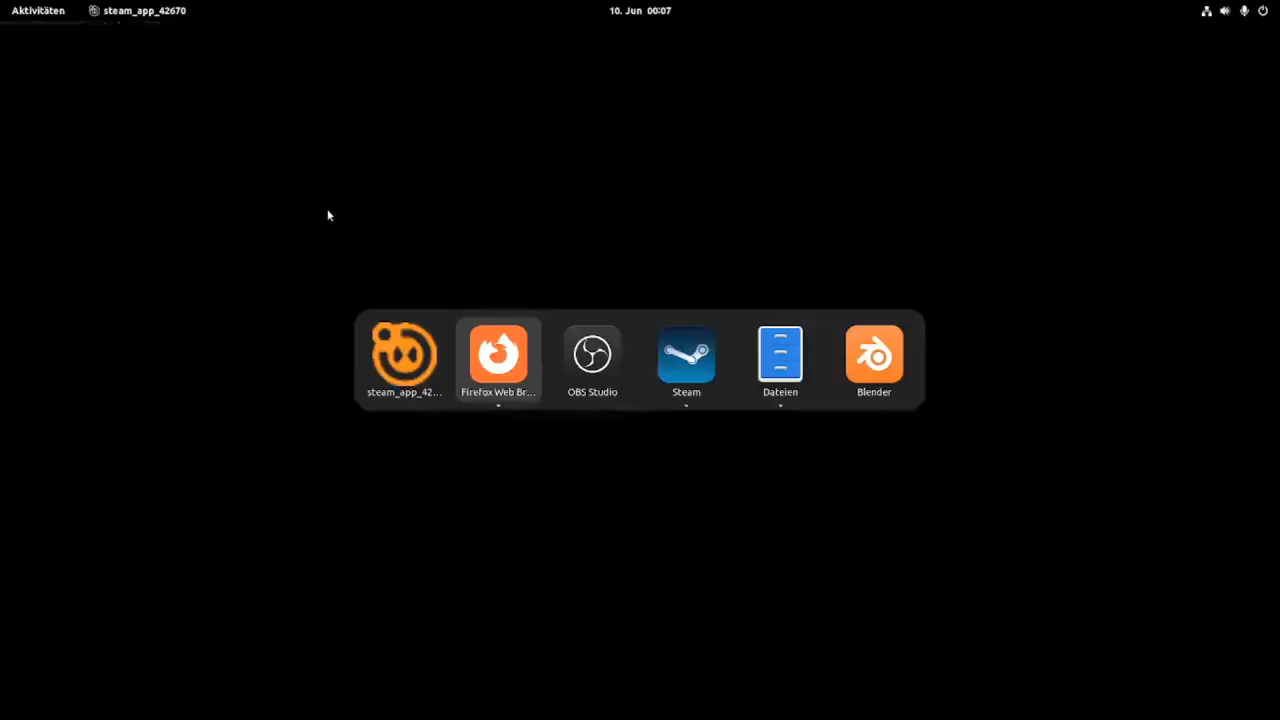 Aktivitäten steam_app_42670 10. Jun 00:07
steam_app_42... Firefox Web Br... OBS Studio Steam Dateien Blender